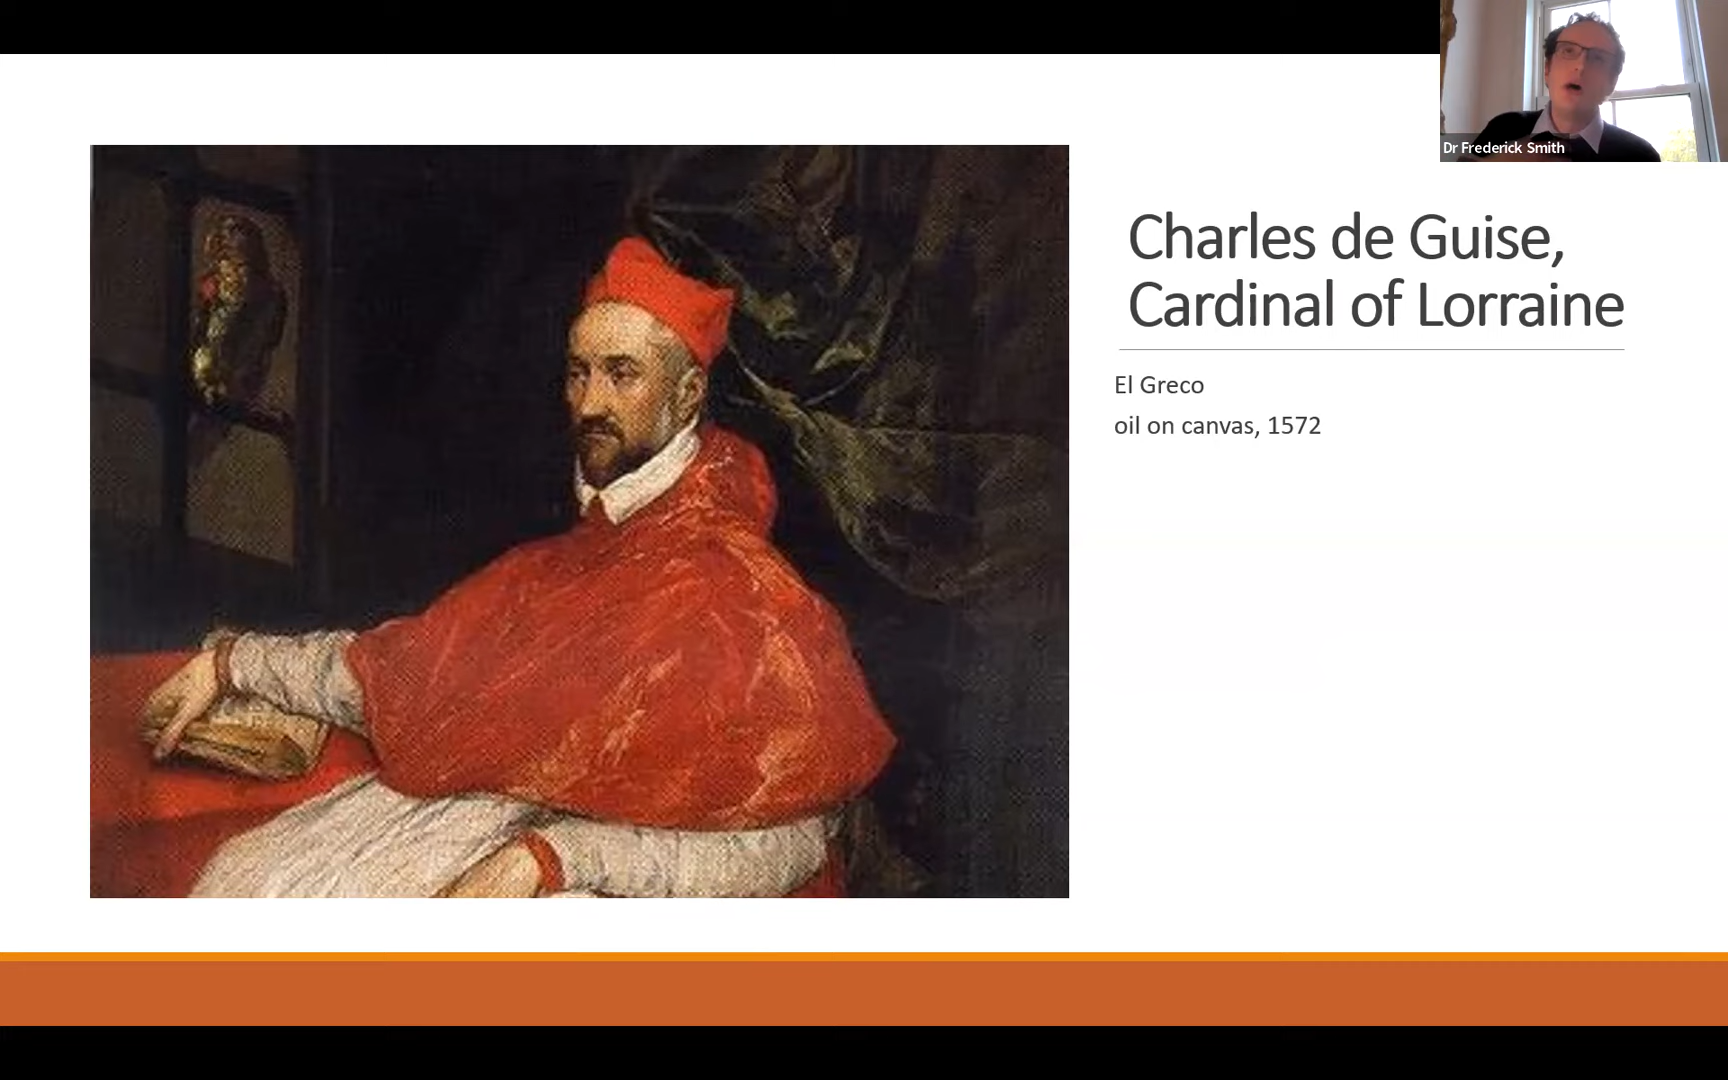 Dr Frederick Smith
Charles de Guise,
Cardinal of Lorraine
El Greco
oil on canvas, 1572